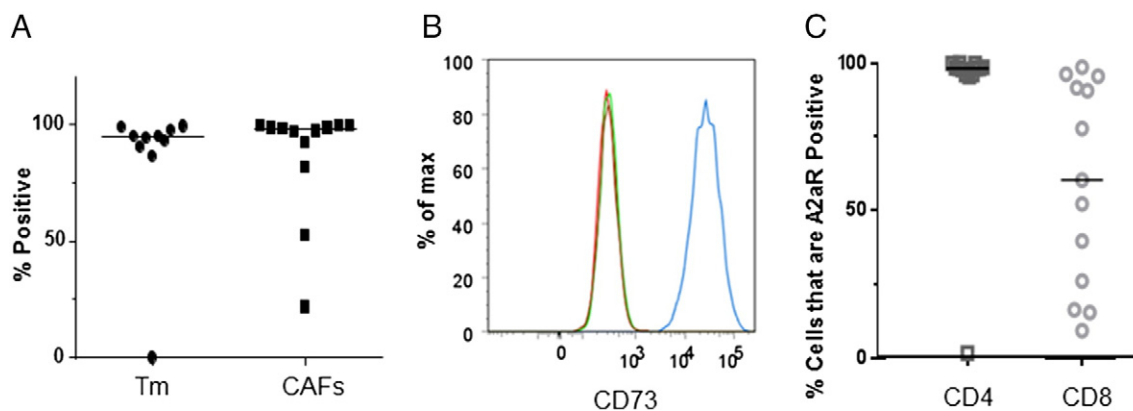 A
% Positive
100
50
0
Tm
CAFs
B
% of max
100
80
60
40
20
0
0
10³
10⁴
10⁵
CD73
C
% Cells that are A2aR Positive
100
50
0
CD4
CD8